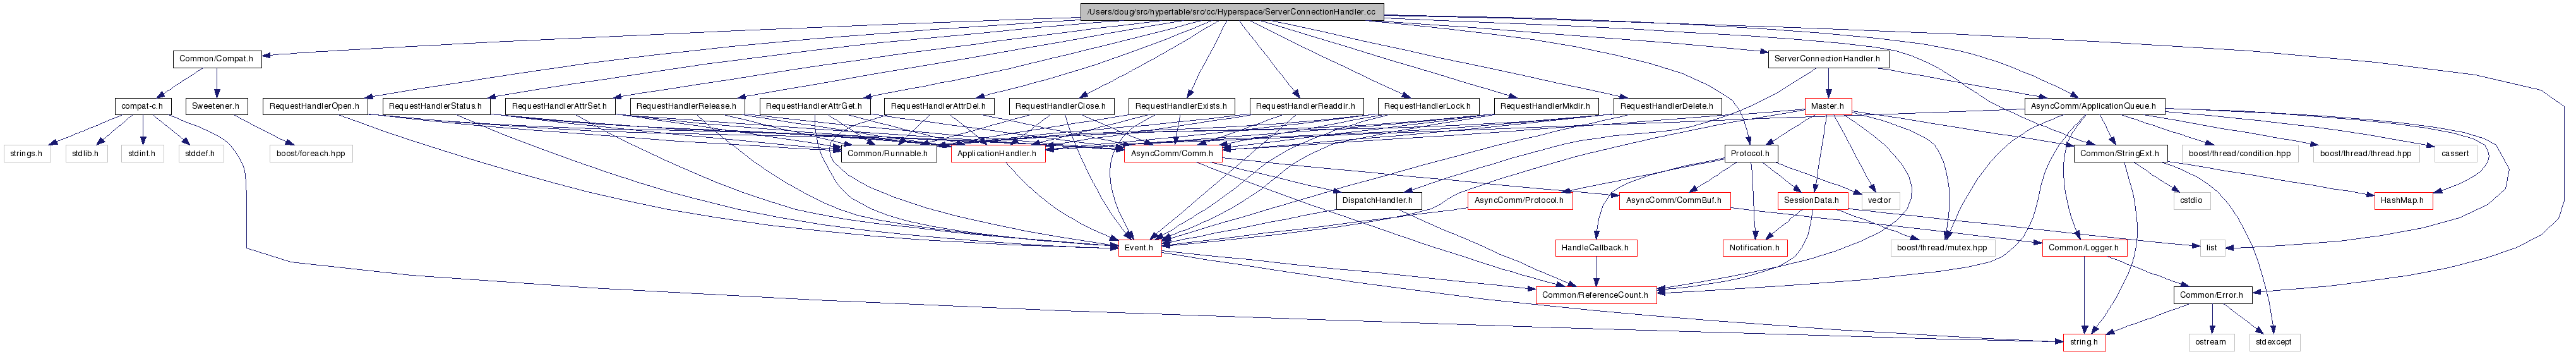 /Users/doug/src/hypertable/src/cc/Hyperspace/ServerConnectionHandler.cc
Common/Compat.h
ServerConnectionHandler.h
compat-c.h
Sweetener.h
RequestHandlerOpen.h
RequestHandlerStatus.h
RequestHandlerAttrSet.h
RequestHandlerRelease.h
RequestHandlerAttrGet.h
RequestHandlerAttrDel.h
RequestHandlerClose.h
RequestHandlerExists.h
RequestHandlerReaddir.h
RequestHandlerLock.h
RequestHandlerMkdir.h
RequestHandlerDelete.h
Master.h
AsyncComm/ApplicationQueue.h
strings.h
stdlib.h
stdint.h
stddef.h
boost/foreach.hpp
Common/Runnable.h
ApplicationHandler.h
AsyncComm/Comm.h
Protocol.h
Common/StringExt.h
boost/thread/condition.hpp
boost/thread/thread.hpp
cassert
DispatchHandler.h
AsyncComm/Protocol.h
AsyncComm/CommBuf.h
SessionData.h
vector
cstdio
HashMap.h
Event.h
HandleCallback.h
Notification.h
boost/thread/mutex.hpp
Common/Logger.h
list
Common/ReferenceCount.h
Common/Error.h
string.h
ostream
stdexcept